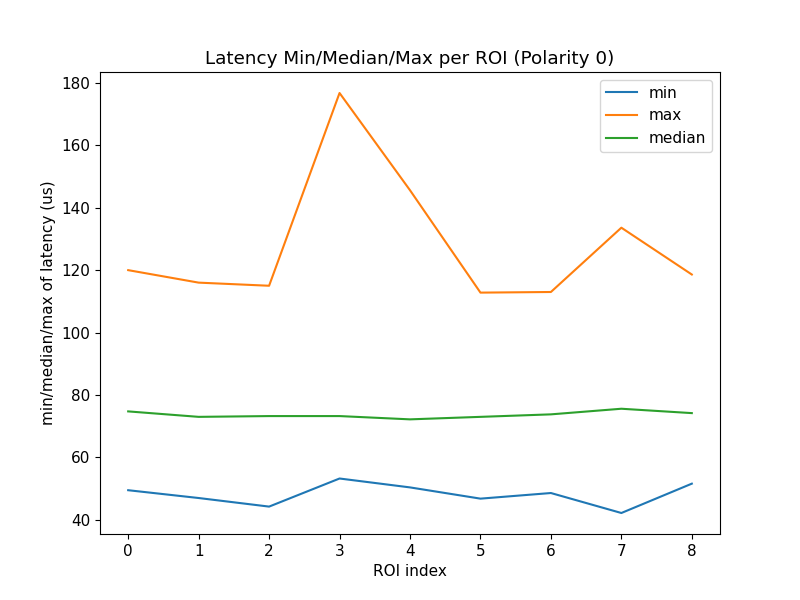 Latency Min/Median/Max per ROI (Polarity 0)
min
max
median
180
160
140
120
100
80
60
40
min/median/max of latency (us)
0 1 2 3 4 5 6 7 8
ROI index